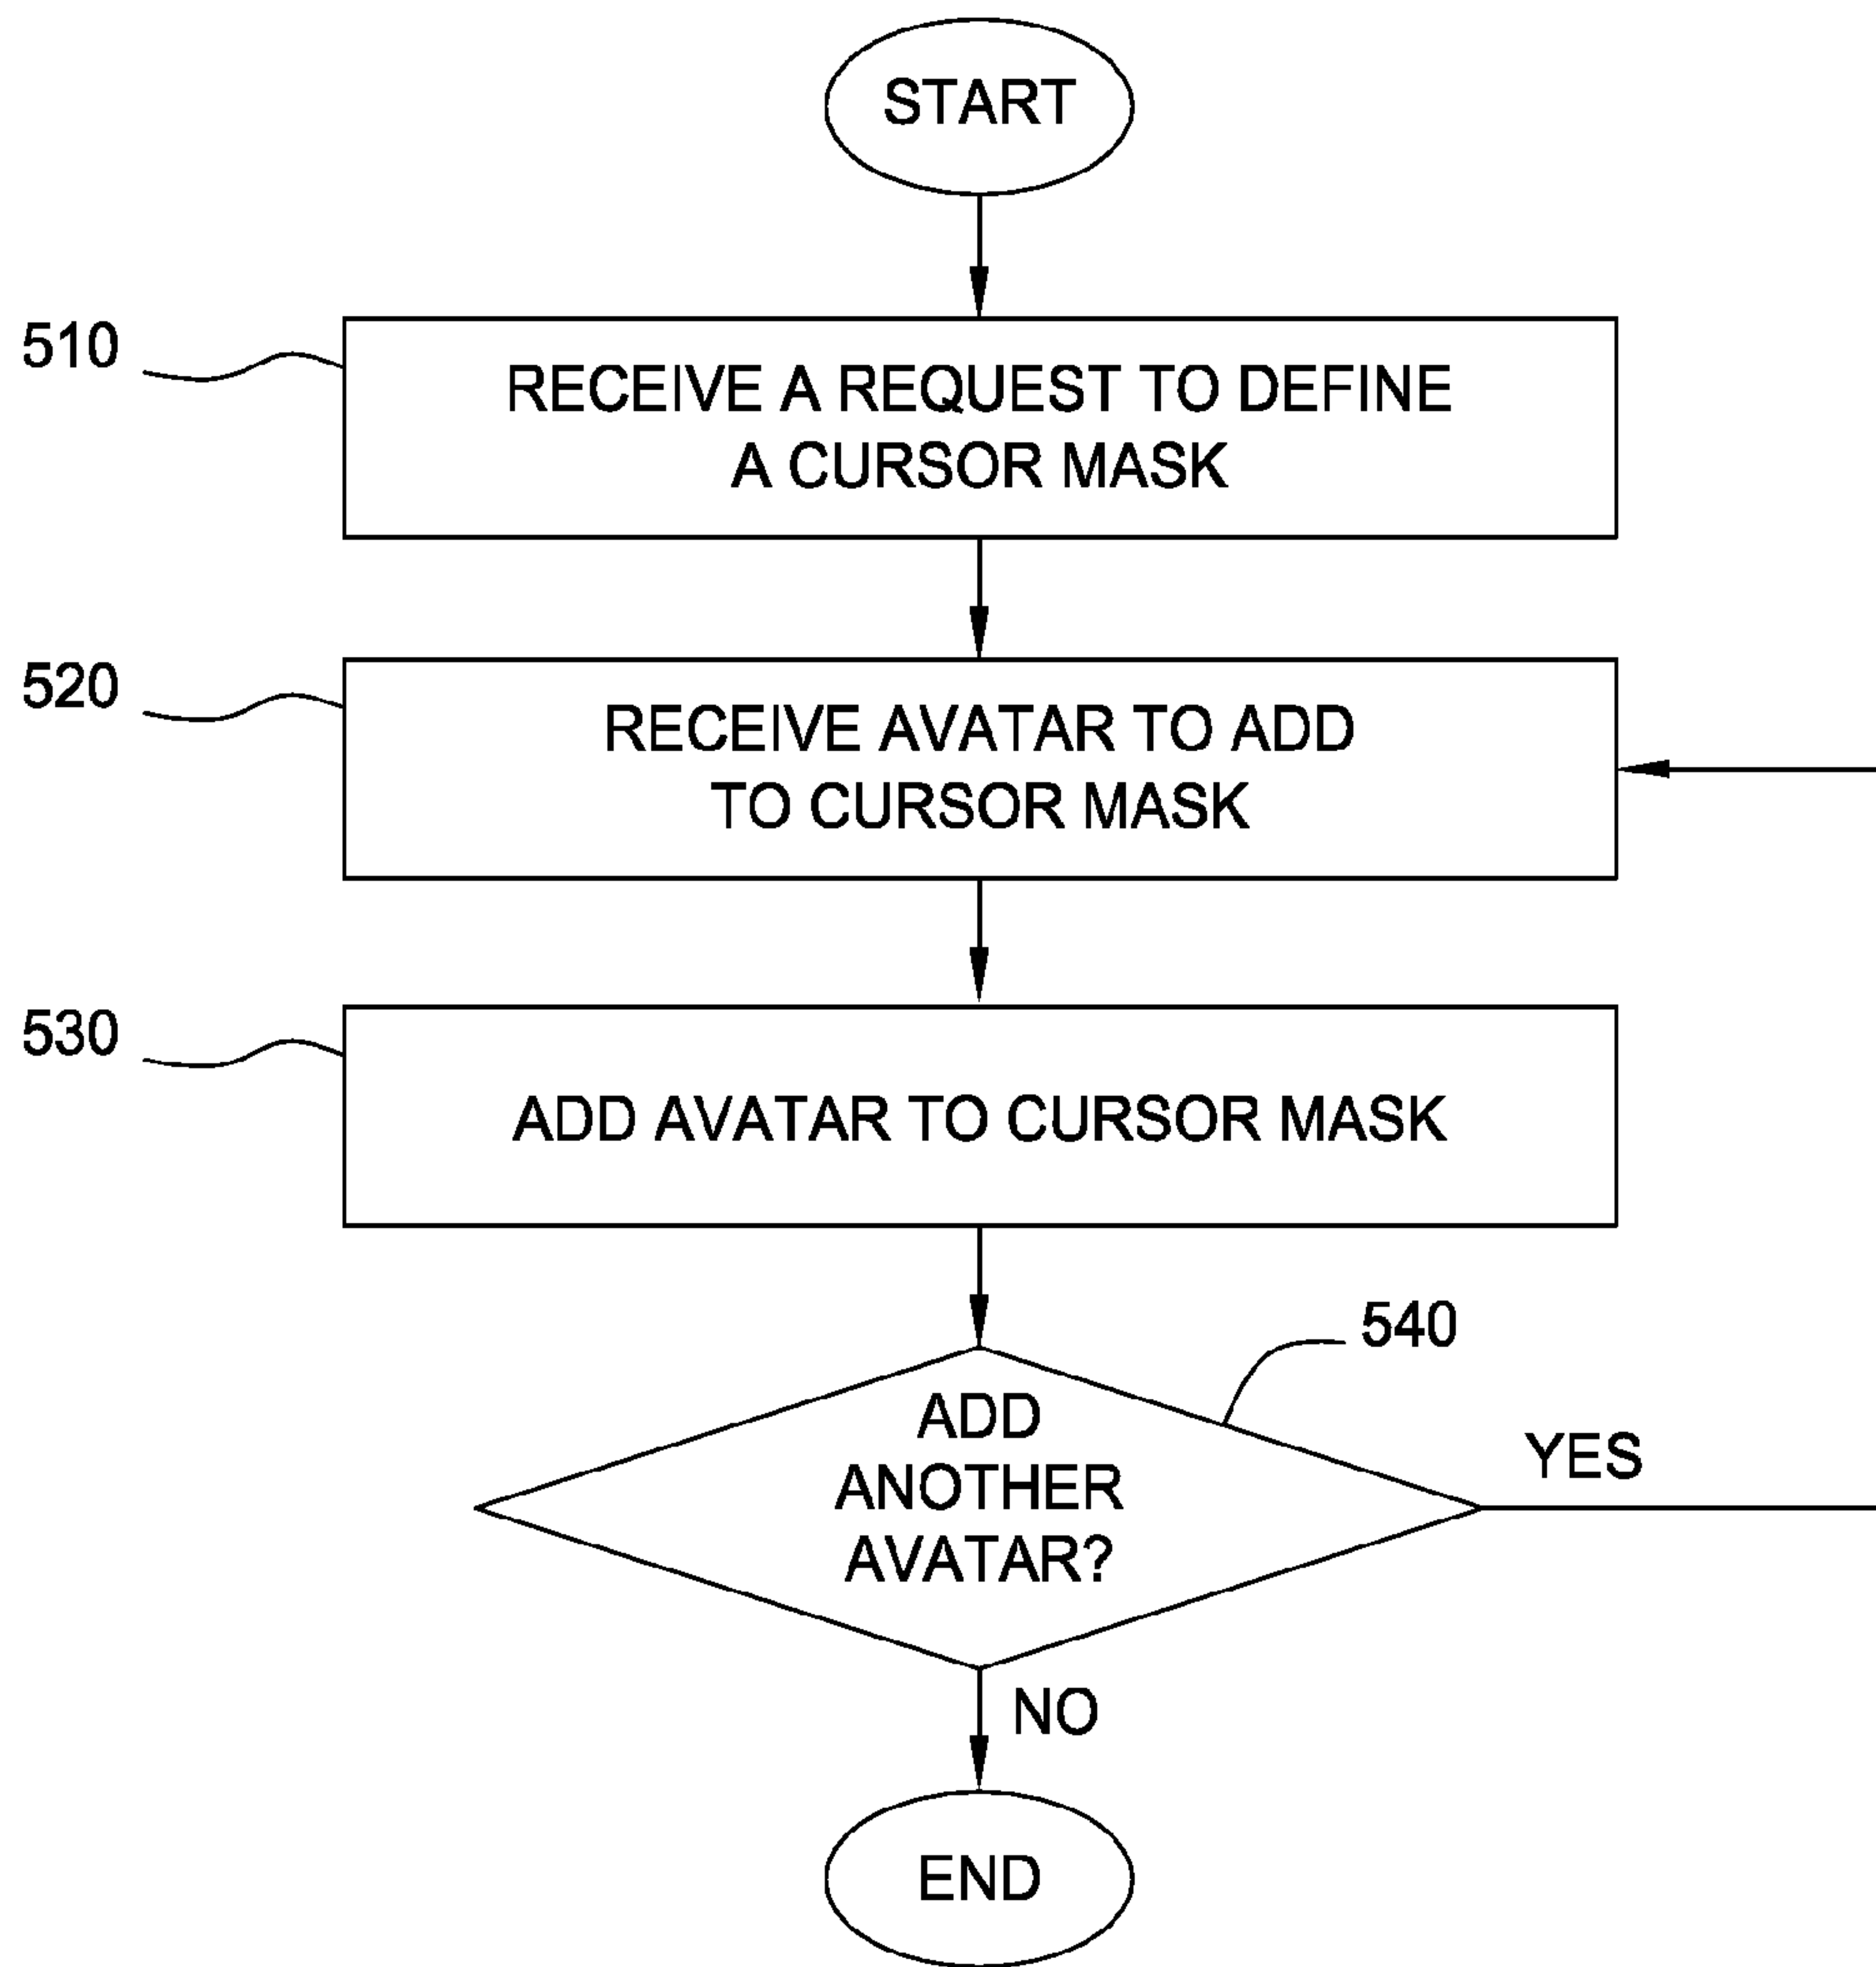 START
510
RECEIVE A REQUEST TO DEFINE
A CURSOR MASK
520
RECEIVE AVATAR TO ADD
TO CURSOR MASK
530
ADD AVATAR TO CURSOR MASK
540
ADD
ANOTHER
AVATAR?
YES
NO
END